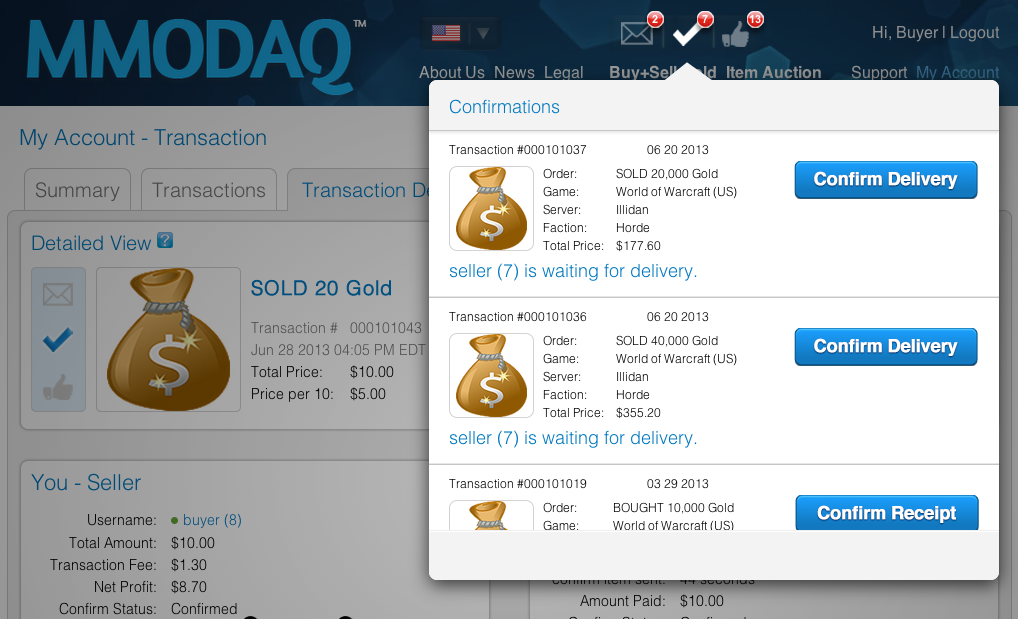 MMODAQ™
2
7
13
Hi, Buyer | Logout
About Us News Legal Buy+Sell Gold Item Auction Support My Account
My Account - Transaction
Summary
Transactions
Transaction De
Detailed View ?
SOLD 20 Gold
Transaction # 000101043
Jun 28 2013 04:05 PM EDT
Total Price: $10.00
Price per 10: $5.00
You - Seller
Username: buyer (8)
Total Amount: $10.00
Transaction Fee: $1.30
Net Profit: $8.70
Confirm Status: Confirmed
Confirmations
Transaction #000101037 06 20 2013
Order: SOLD 20,000 Gold
Game: World of Warcraft (US)
Server: Illidan
Faction: Horde
Total Price: $177.60
Confirm Delivery
seller (7) is waiting for delivery.
Transaction #000101036 06 20 2013
Order: SOLD 40,000 Gold
Game: World of Warcraft (US)
Server: Illidan
Faction: Horde
Total Price: $355.20
Confirm Delivery
seller (7) is waiting for delivery.
Transaction #000101019 03 29 2013
Order: BOUGHT 10,000 Gold
Game: World of Warcraft (US)
Confirm Receipt
confirm item sent: 44 seconds
Amount Paid: $10.00